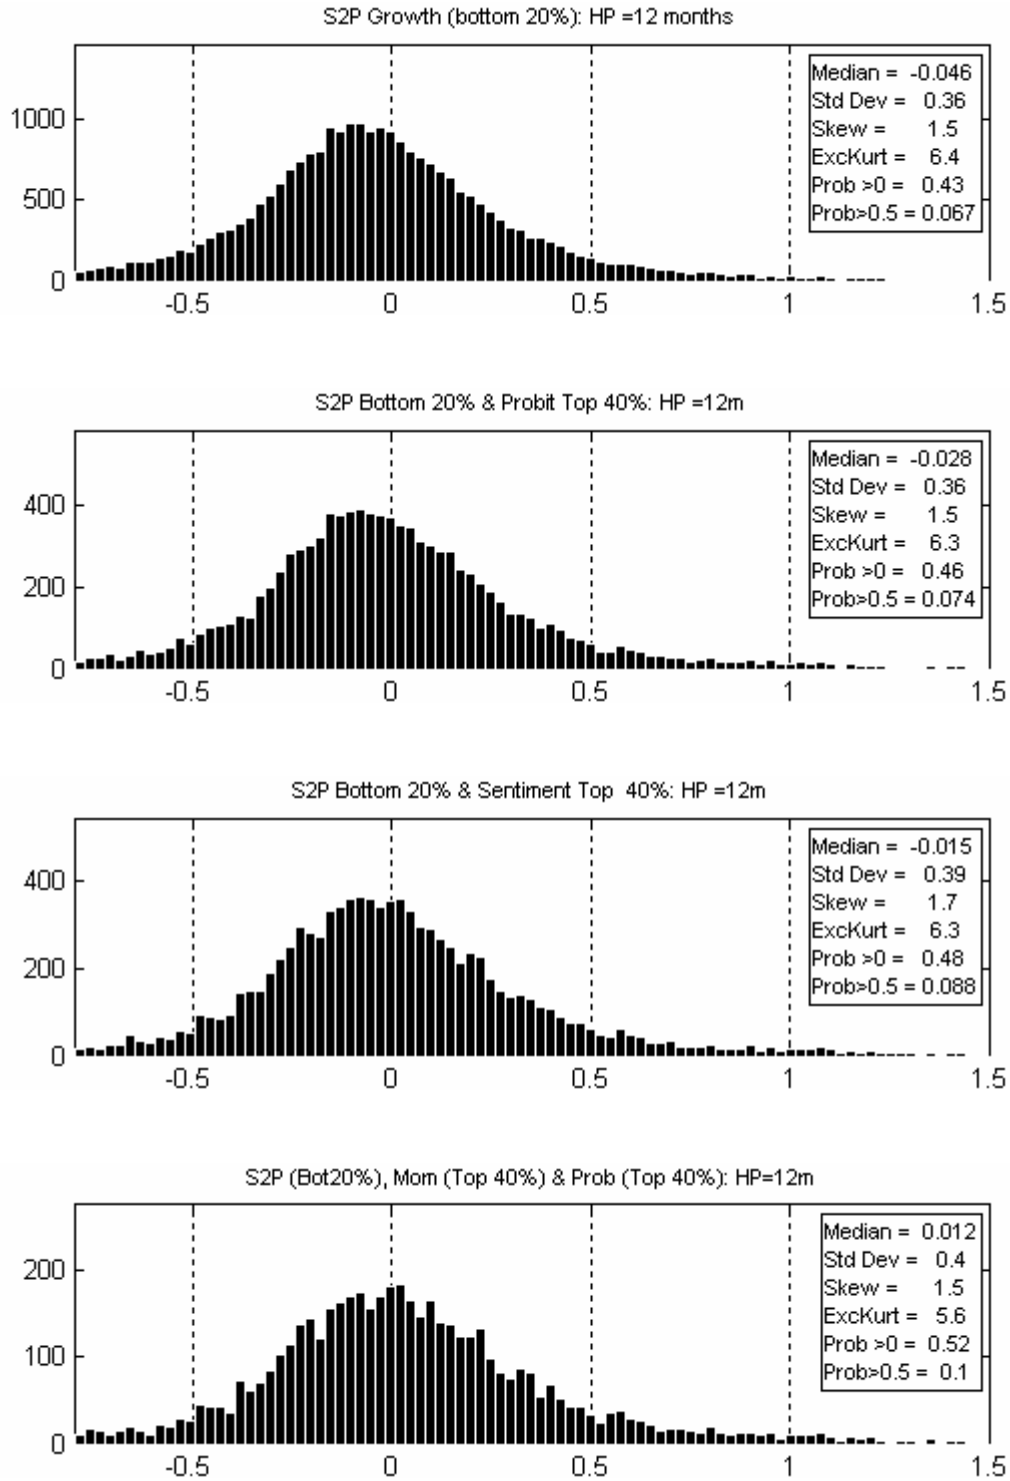 S2P Growth (bottom 20%): HP =12 months
Median = -0.046
Std Dev = 0.36
Skew = 1.5
ExcKurt = 6.4
Prob >0 = 0.43
Prob>0.5 = 0.067
1000
500
0
-0.5 0 0.5 1 1.5
S2P Bottom 20% & Probit Top 40%: HP =12m
Median = -0.028
Std Dev = 0.36
Skew = 1.5
ExcKurt = 6.3
Prob >0 = 0.46
Prob>0.5 = 0.074
400
200
0
-0.5 0 0.5 1 1.5
S2P Bottom 20% & Sentiment Top 40%: HP =12m
Median = -0.015
Std Dev = 0.39
Skew = 1.7
ExcKurt = 6.3
Prob >0 = 0.48
Prob>0.5 = 0.088
400
200
0
-0.5 0 0.5 1 1.5
S2P (Bot20%), Mom (Top 40%) & Prob (Top 40%): HP=12m
Median = 0.012
Std Dev = 0.4
Skew = 1.5
ExcKurt = 5.6
Prob >0 = 0.52
Prob>0.5 = 0.1
200
100
0
-0.5 0 0.5 1 1.5